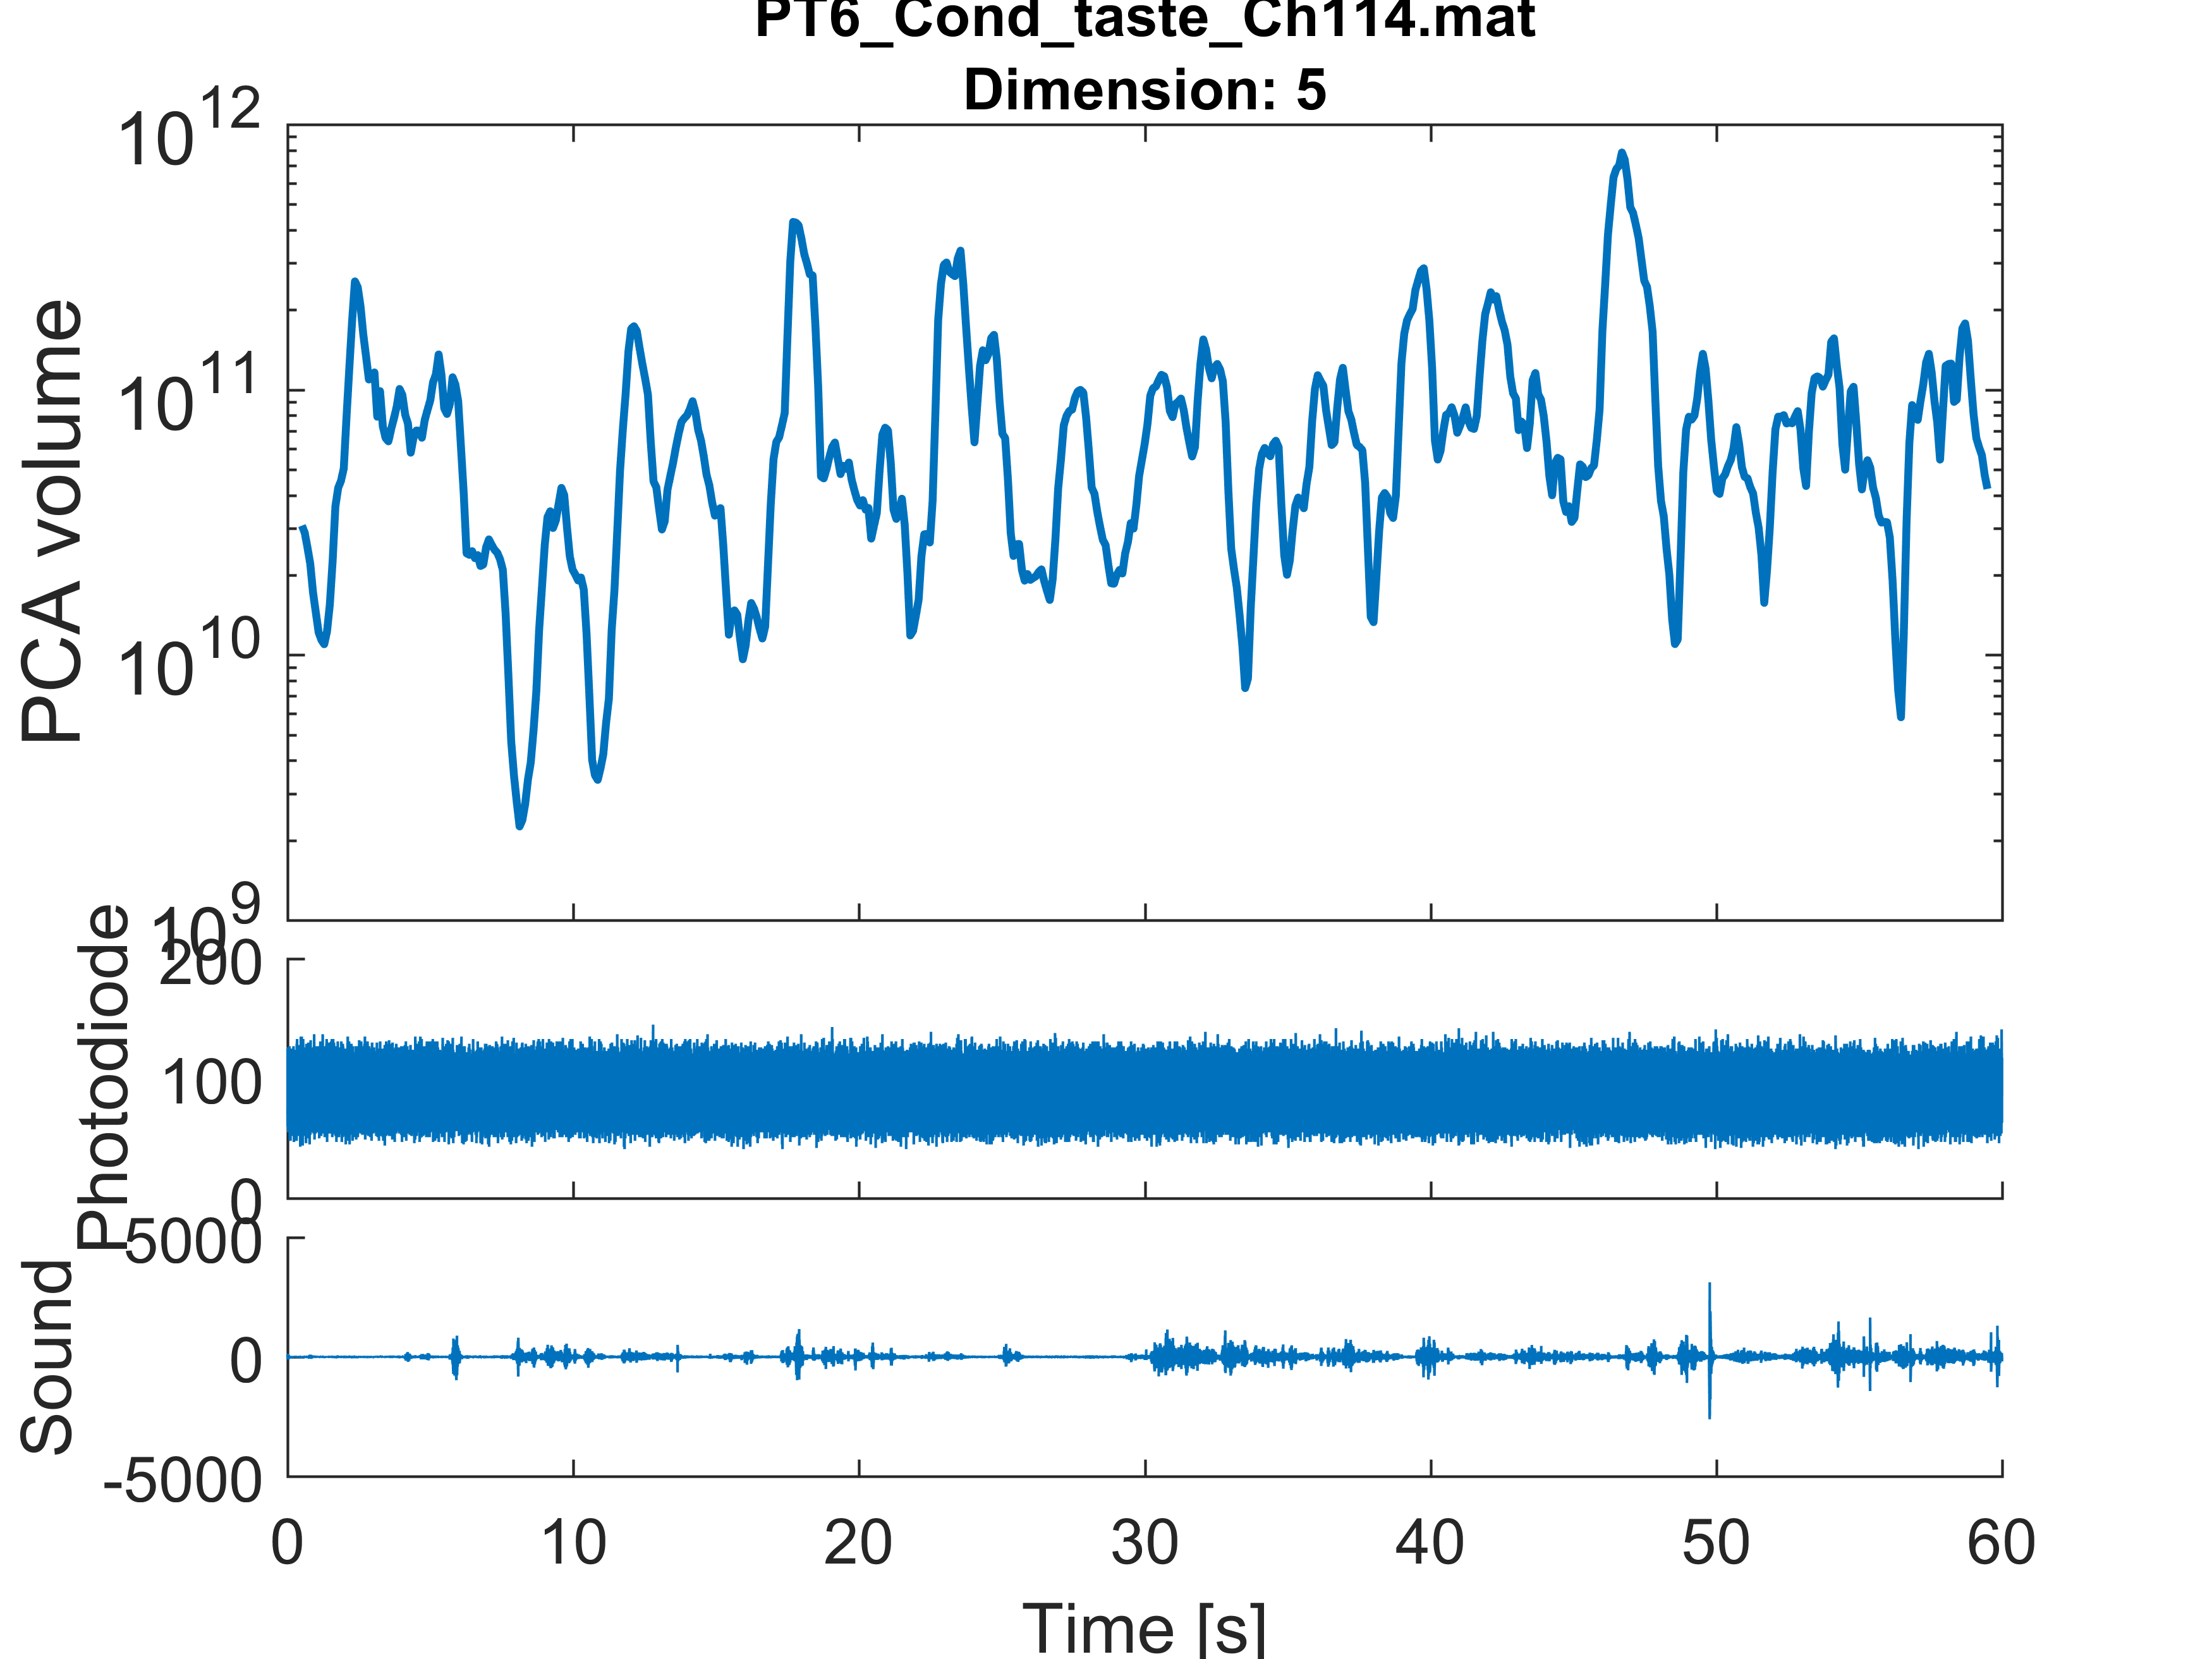 PT6_Cond_taste_Ch114.mat
Dimension: 5
10^12
10^11
10^10
10^9
PCA volume
200
100
0
Photodiode
5000
0
-5000
Sound
0 10 20 30 40 50 60
Time [s]